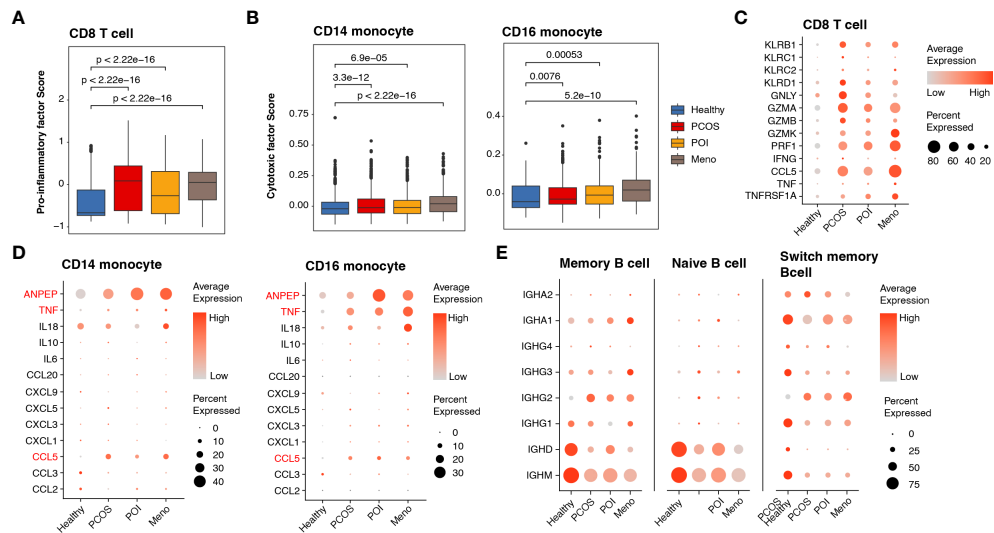 A
CD8 T cell
Pro-inflammatory factor Score
2
1
0
−1
p < 2.22e−16
p < 2.22e−16
p < 2.22e−16
B
CD14 monocyte
Cytotoxic factor Score
0.75
0.50
0.25
0.00
6.9e−05
3.3e−12
p < 2.22e−16
CD16 monocyte
0.4
0.2
0.0
0.00053
0.0076
5.2e−10
Healthy
PCOS
POI
Meno
C
CD8 T cell
KLRB1
KLRC1
KLRC2
KLRD1
GNLY
GZMA
GZMB
GZMK
PRF1
IFNG
CCL5
TNF
TNFRSF1A
Healthy
PCOS
POI
Meno
Average
Expression
Low High
Percent
Expressed
80 60 40 20
D
CD14 monocyte
ANPEP
TNF
IL18
IL10
IL6
CCL20
CXCL9
CXCL5
CXCL3
CXCL1
CCL5
CCL3
CCL2
Healthy
PCOS
POI
Meno
Average
Expression
High
Low
Percent
Expressed
0
10
20
30
40
CD16 monocyte
ANPEP
TNF
IL18
IL10
IL6
CCL20
CXCL9
CXCL5
CXCL3
CXCL1
CCL5
CCL3
CCL2
Healthy
PCOS
POI
Meno
Average
Expression
High
Low
Percent
Expressed
0
10
20
30
E
Memory B cell
Naive B cell
Switch memory
Bcell
IGHA2
IGHA1
IGHG4
IGHG3
IGHG2
IGHG1
IGHD
IGHM
Healthy
PCOS
POI
Meno
Healthy
POI
Meno
PCOS
Healthy
PCOS
POI
Meno
Average
Expression
High
Low
Percent
Expressed
0
25
50
75